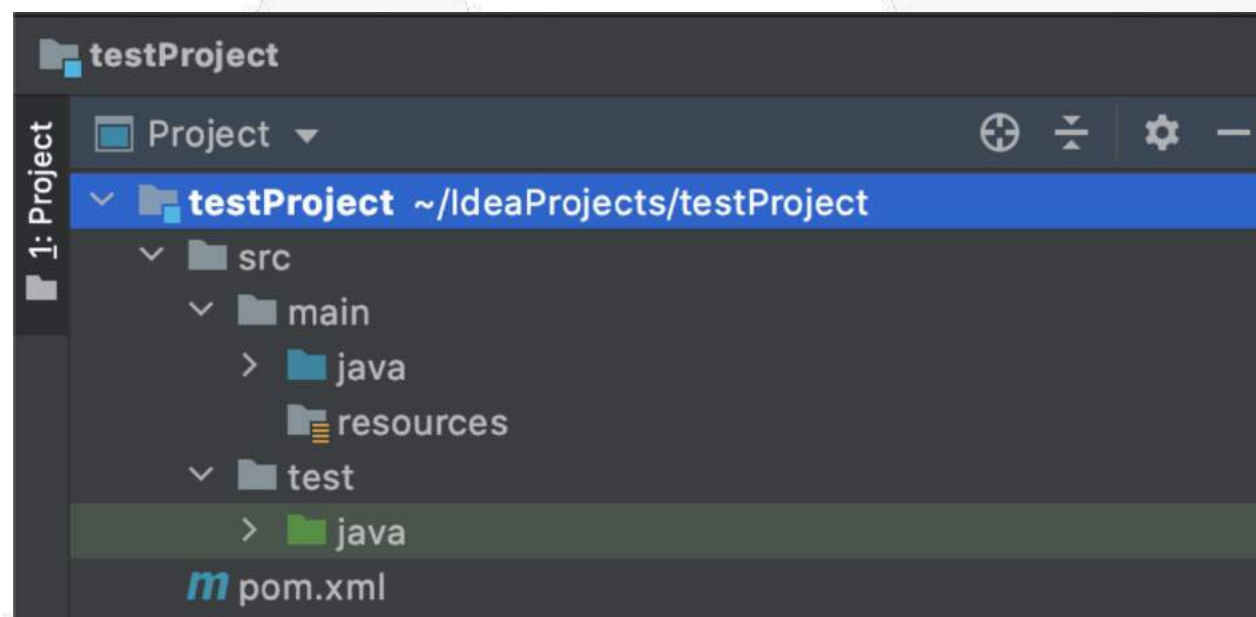 testProject
1: Project
Project
testProject ~/IdeaProjects/testProject
src
main
java
resources
test
java
m pom.xml